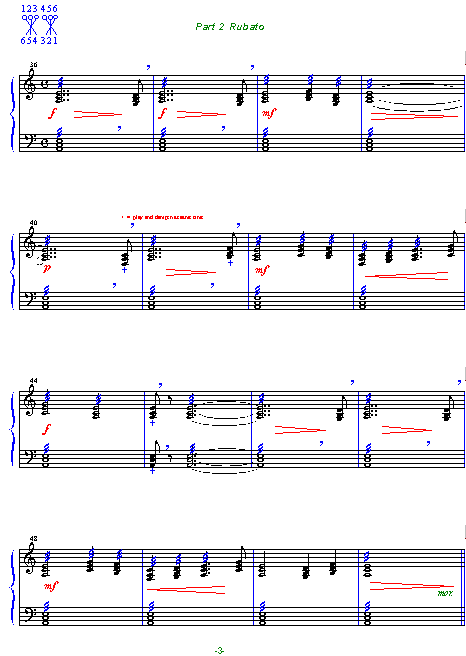 123 456
Part 2 Rubato
654 321
36
f
f
mf
40
+ = play and dampen at same time
p
mf
44
f
48
mf
mor.
-3-